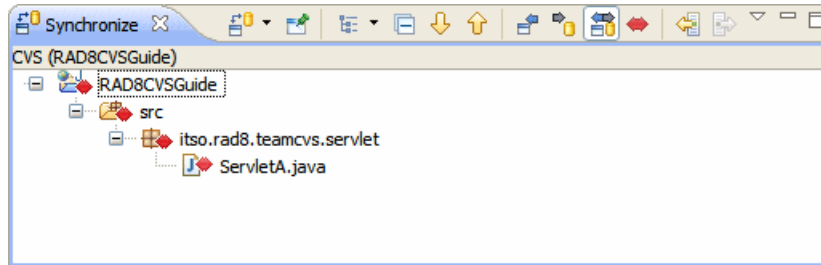 Synchronize
CVS (RAD8CVSGuide)
RAD8CVSGuide
src
itso.rad8.teamcvs.servlet
ServletA.java